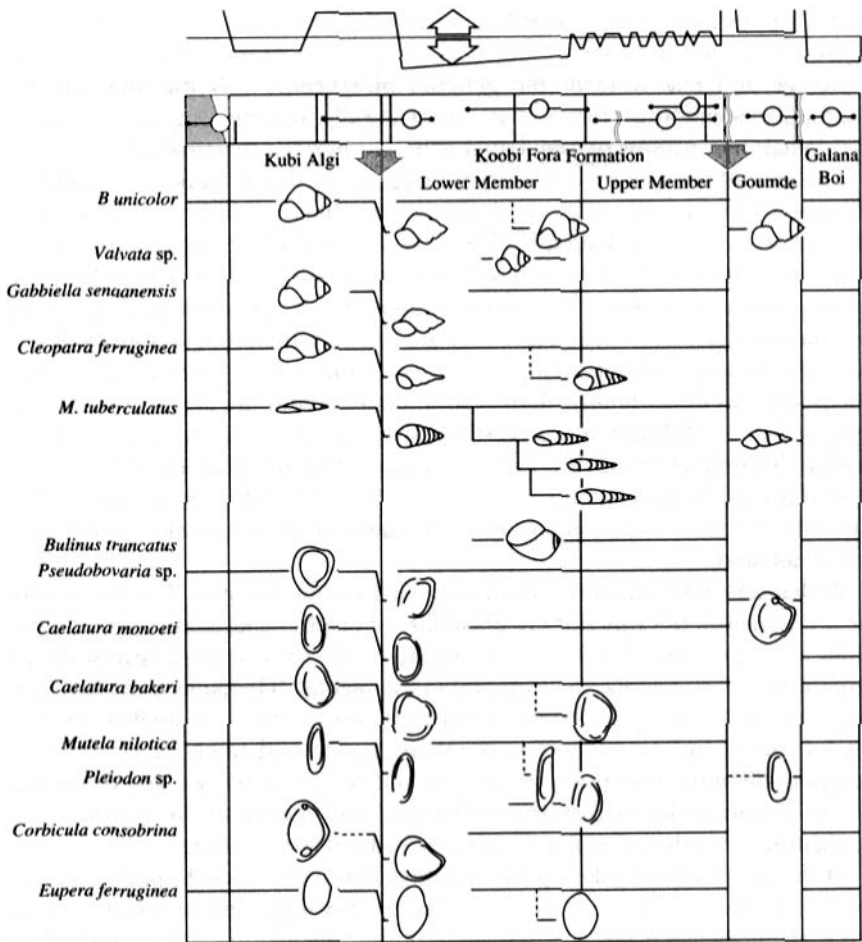 Kubi Algi
Koobi Fora Formation
Galana
Lower Member
Upper Member
Goumde
Boi
B unicolor
Valvata sp.
Gabbiella senaanensis
Cleopatra ferruginea
M. tuberculatus
Bulinus truncatus
Pseudobovaria sp.
Caelatura monoeti
Caelatura bakeri
Mutela nilotica
Pleiodon sp.
Corbicula consobrina
Eupera ferruginea